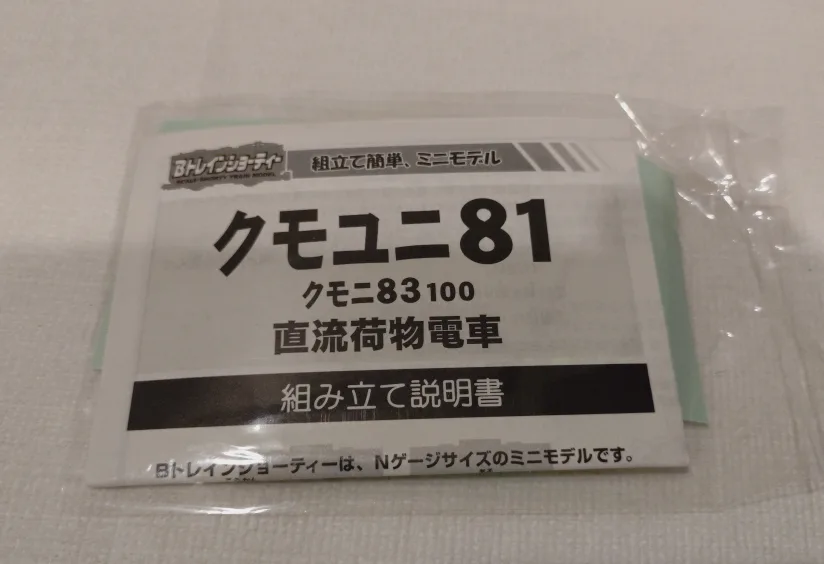 Bトレインショーティー
組立て簡単、ミニモデル
クモユニ81
クモニ83 100
直流荷物電車
組み立て説明書
Bトレインショーティーは、Nゲージサイズのミニモデルです。